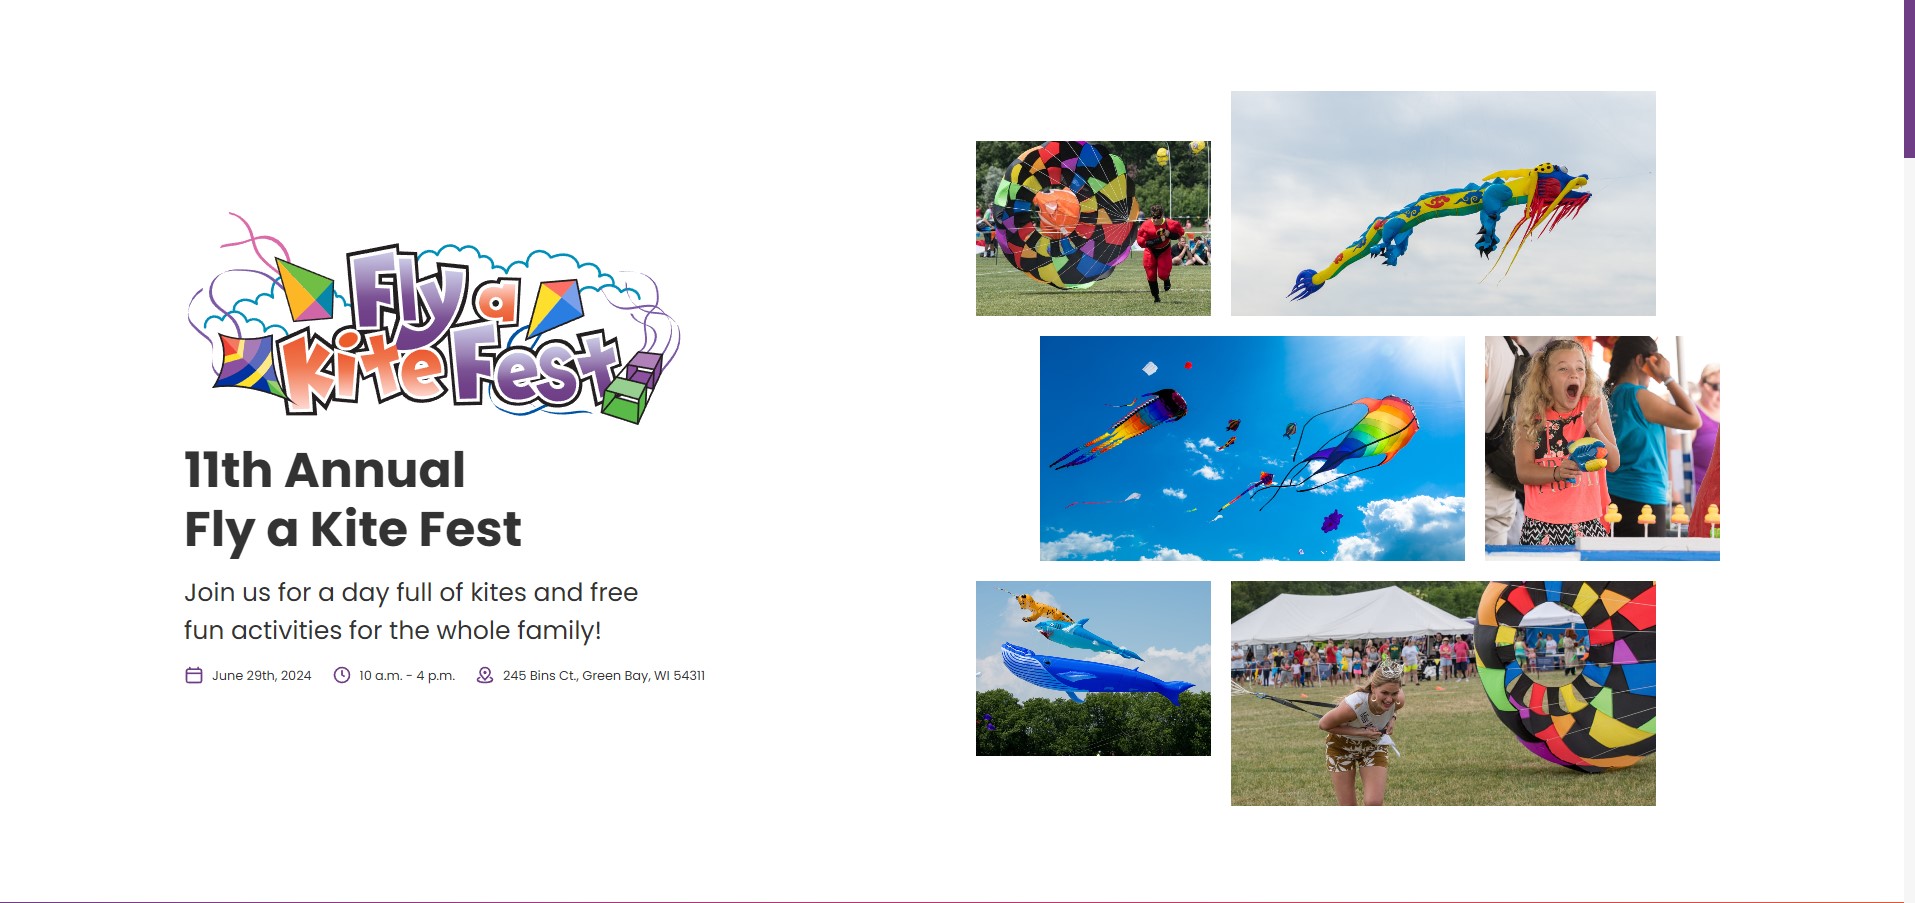 Fly a
Kite Fest
11th Annual
Fly a Kite Fest
Join us for a day full of kites and free
fun activities for the whole family!
June 29th, 2024 10 a.m. - 4 p.m. 245 Bins Ct., Green Bay, WI 54311